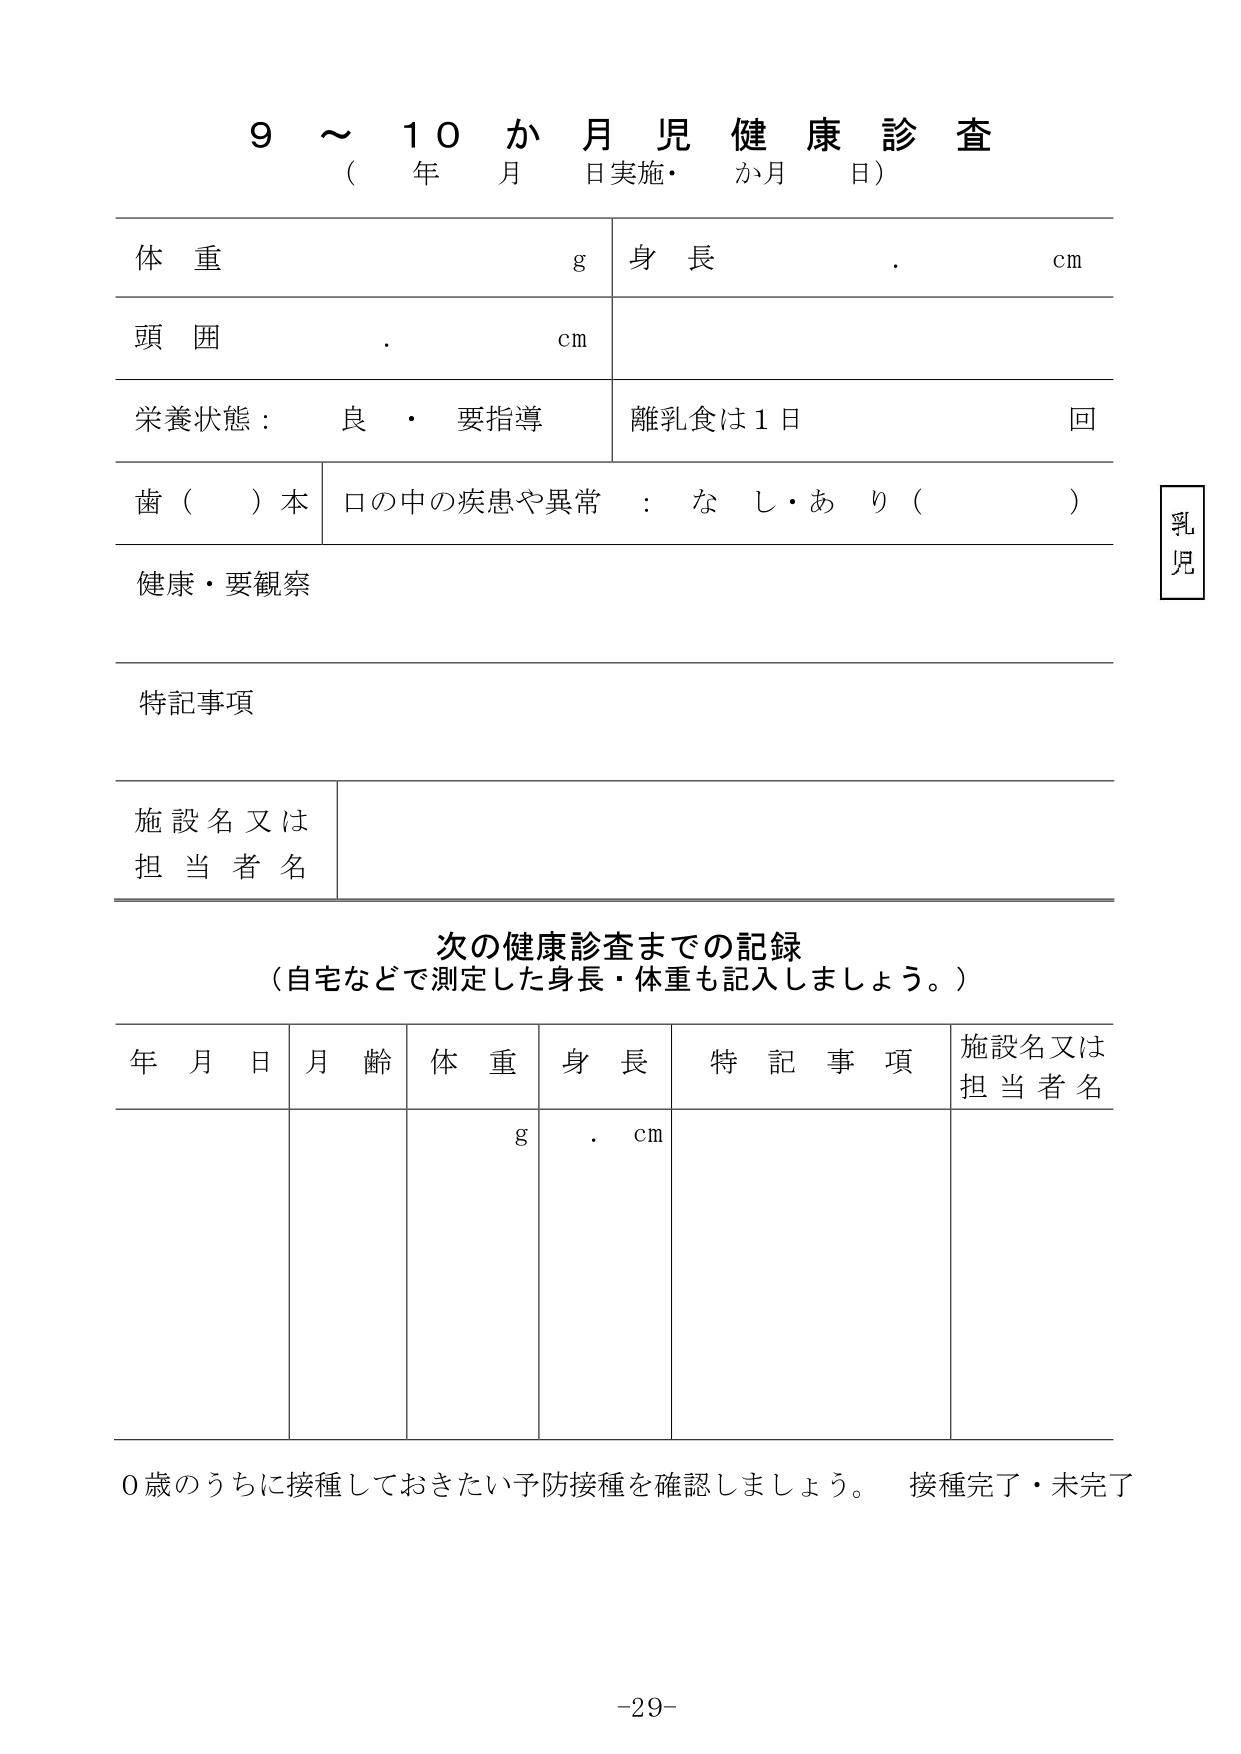 ９　～　１０　か　月　児　健　康　診　査
（　　年　　月　　日実施・　　か月　　日）
体　重　　　　　　　　　　　　g　身　長　　　　　　．　　　　　cm
頭　囲　　　　　．　　　　　cm
栄養状態：　　良　・　要指導　離乳食は１日　　　　　　　　　回
歯（　　）本　口の中の疾患や異常　：　な　し・あ　り（　　　　　）
健康・要観察
特記事項
施設名又は
担当者名
乳
児
次の健康診査までの記録
（自宅などで測定した身長・体重も記入しましょう。）
年　月　日　月　齢　体　重　身　長　特　記　事　項　施設名又は
担当者名
g　．　cm
０歳のうちに接種しておきたい予防接種を確認しましょう。　接種完了・未完了
−29−